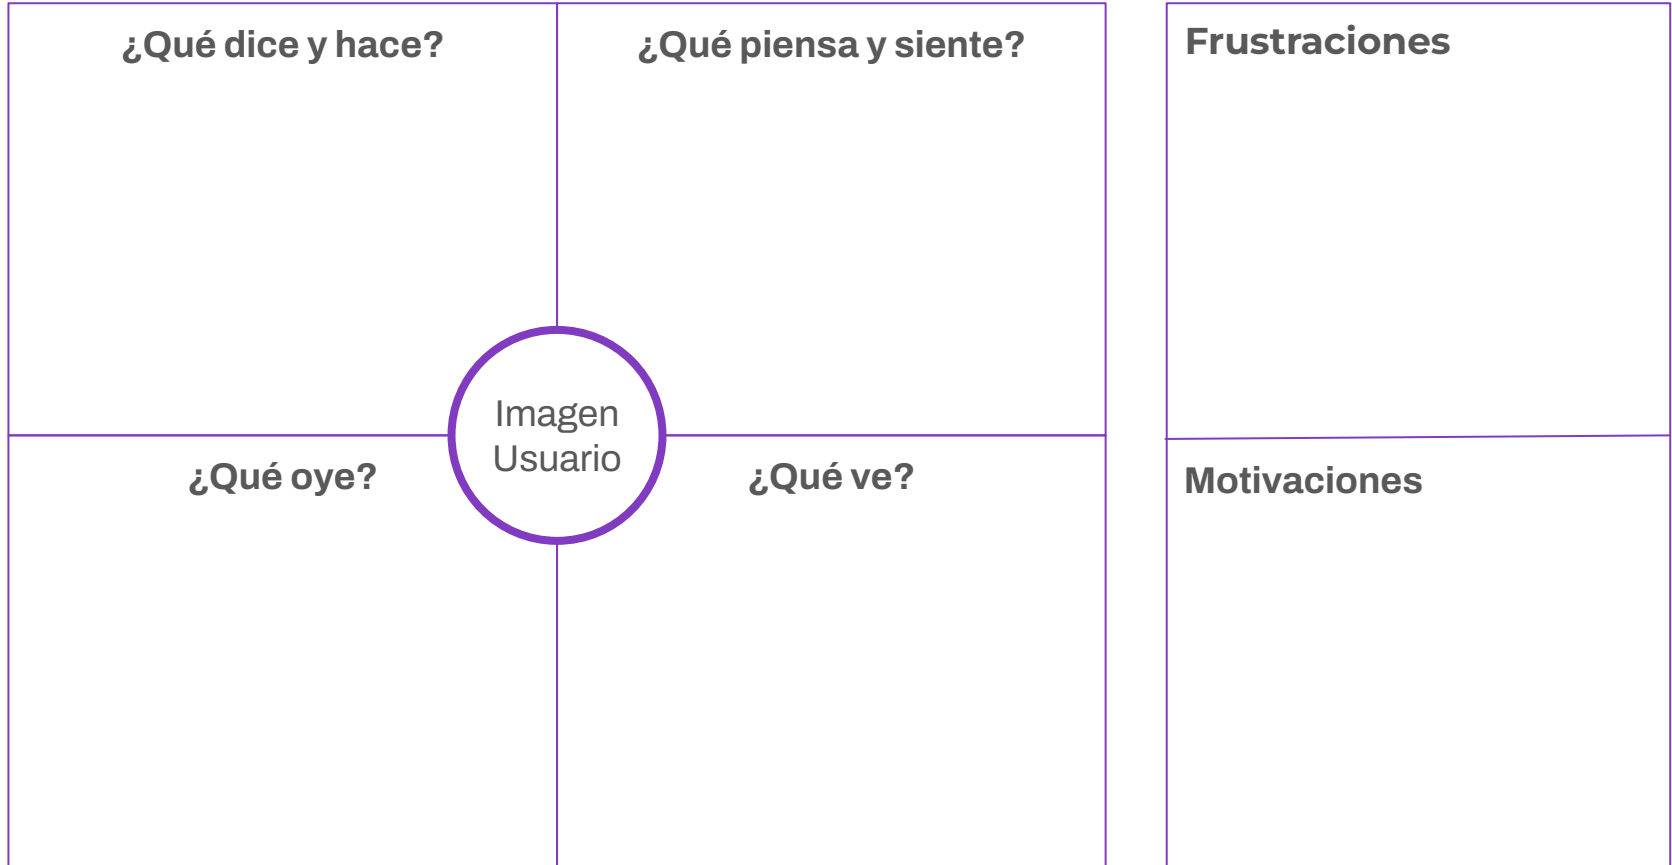 ¿Qué dice y hace?
¿Qué piensa y siente?
Frustraciones
Imagen
Usuario
¿Qué oye?
¿Qué ve?
Motivaciones